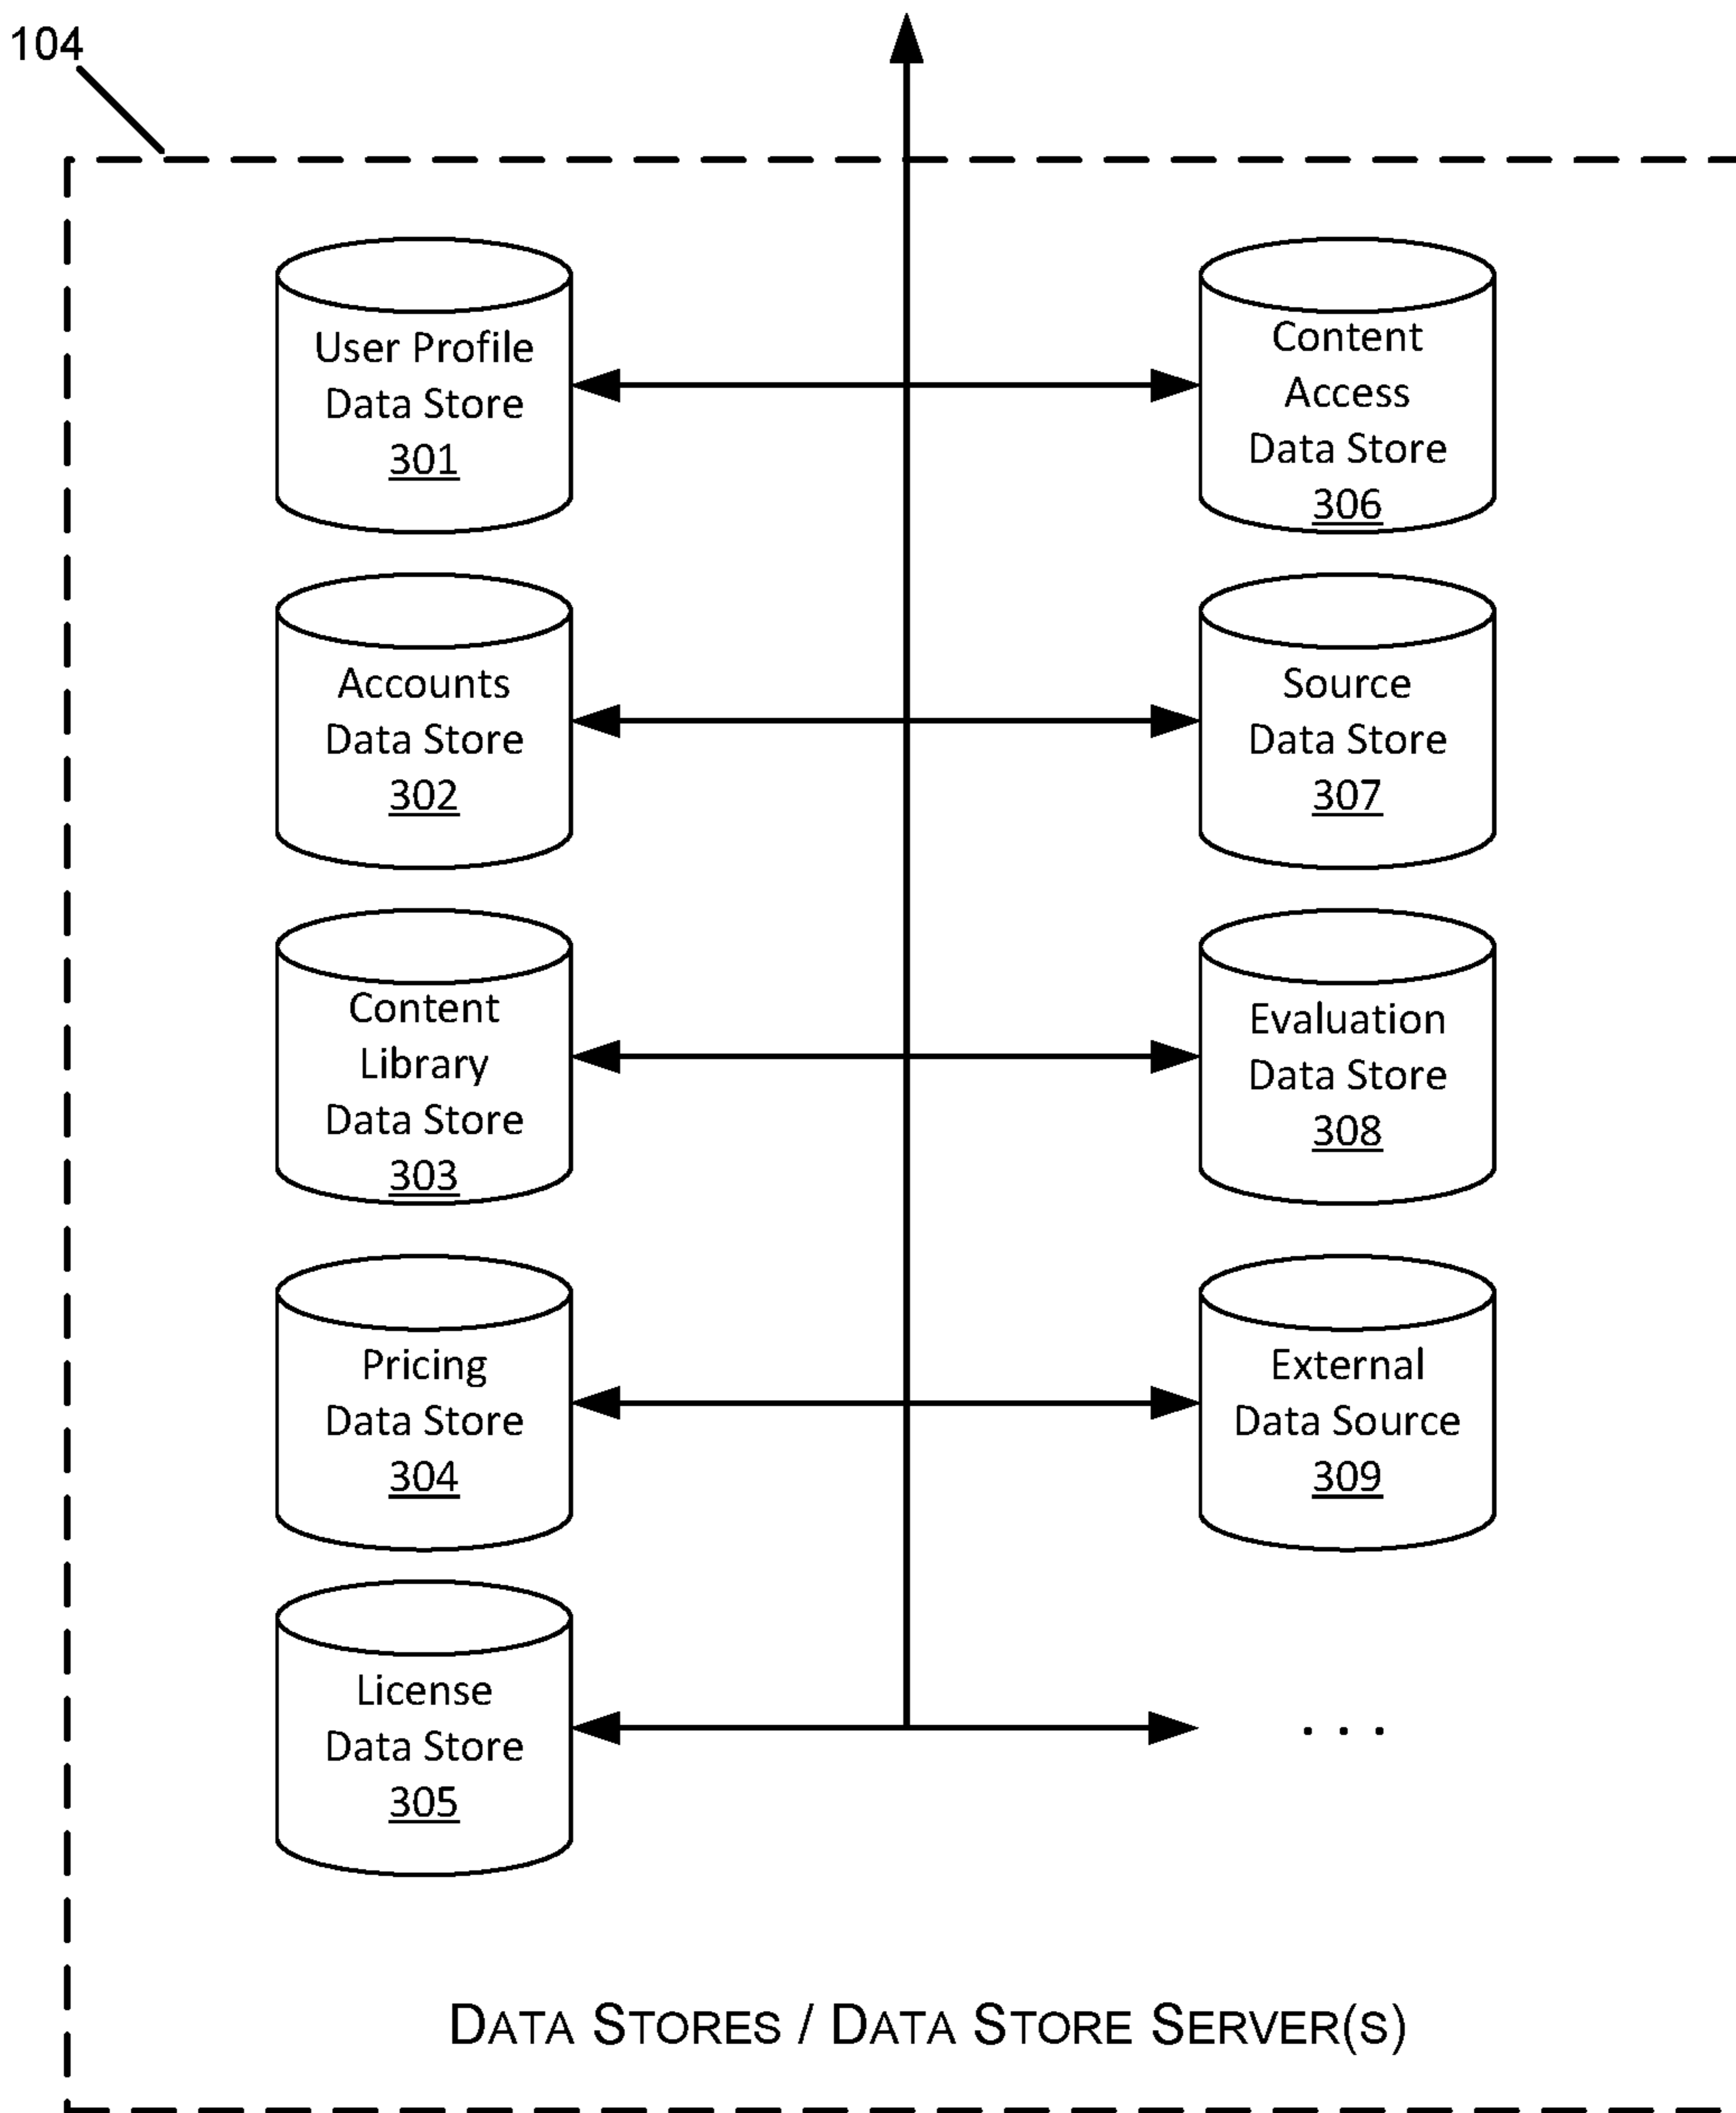 104
User Profile
Data Store
301
Content
Access
Data Store
306
Accounts
Data Store
302
Source
Data Store
307
Content
Library
Data Store
303
Evaluation
Data Store
308
Pricing
Data Store
304
External
Data Source
309
License
Data Store
305
. . .
DATA STORES / DATA STORE SERVER(S)